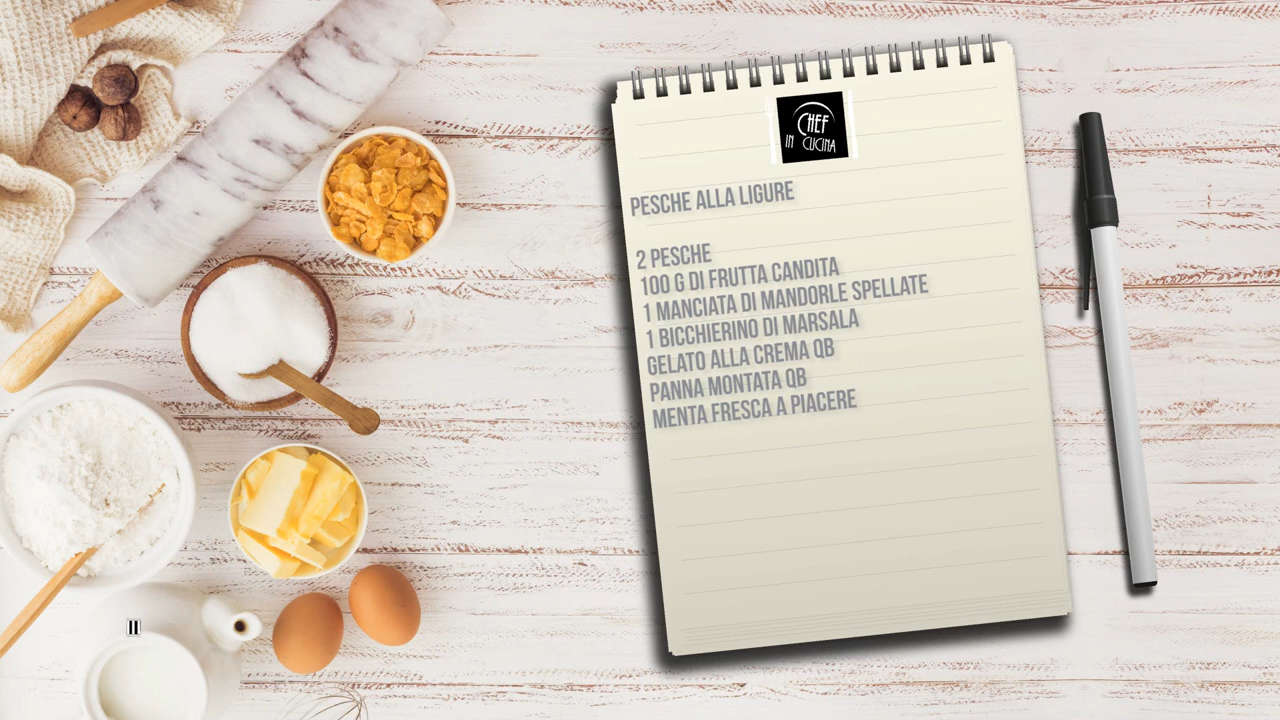 CHEF
IN CUCINA
PESCHE ALLA LIGURE
2 PESCHE
100 G DI FRUTTA CANDITA
1 MANCIATA DI MANDORLE SPELLATE
1 BICCHIERINO DI MARSALA
GELATO ALLA CREMA QB
PANNA MONTATA QB
MENTA FRESCA A PIACERE